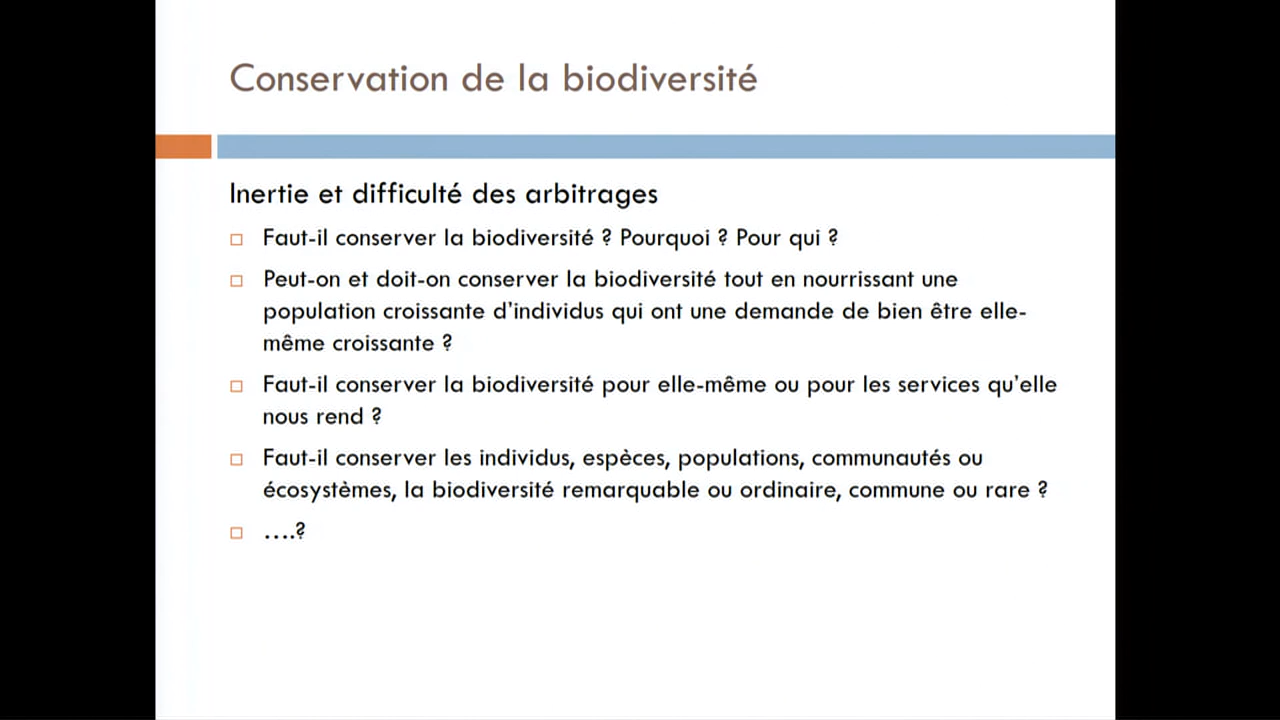 Conservation de la biodiversité
Inertie et difficulté des arbitrages
Faut-il conserver la biodiversité ? Pourquoi ? Pour qui ?
Peut-on et doit-on conserver la biodiversité tout en nourrissant une
population croissante d'individus qui ont une demande de bien être elle-
même croissante ?
Faut-il conserver la biodiversité pour elle-même ou pour les services qu'elle
nous rend ?
Faut-il conserver les individus, espèces, populations, communautés ou
écosystèmes, la biodiversité remarquable ou ordinaire, commune ou rare ?
….?